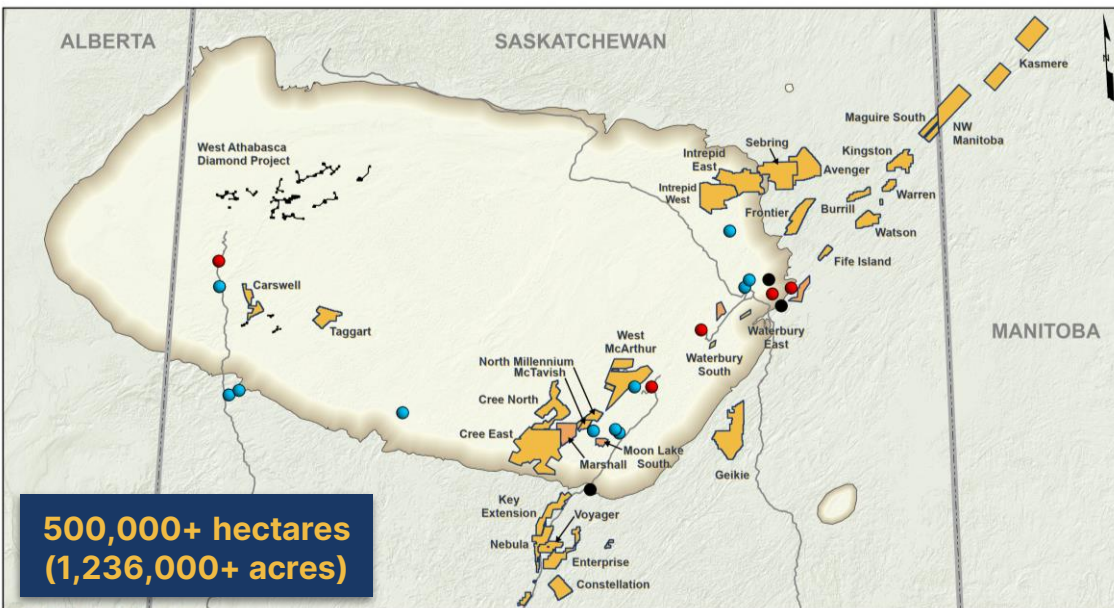 ALBERTA
SASKATCHEWAN
Kasmere
N
Maguire South
NW
Manitoba
West Athabasca
Diamond Project
Sebring
Intrepid
East
Kingston
Avenger
Intrepid
West
Warren
Frontier
Burrill
Watson
Fife Island
Carswell
Taggart
MANITOBA
Waterbury
East
West
McArthur
Waterbury
South
North Millennium
McTavish
Cree North
Cree East
Moon Lake
South
Marshall
Geikie
Key
Extension
Voyager
Nebula
Enterprise
Constellation
500,000+ hectares
(1,236,000+ acres)